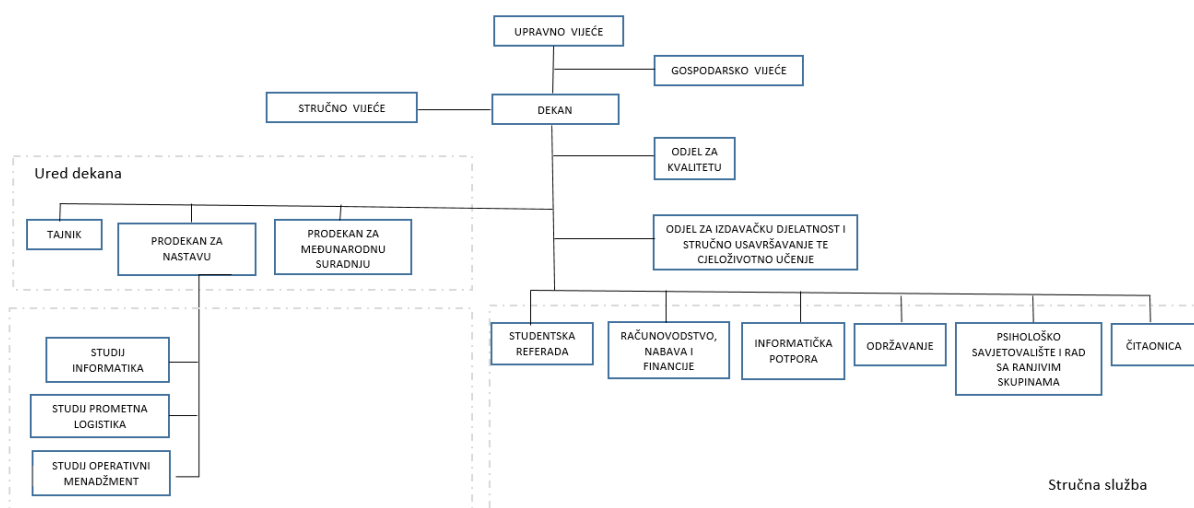 UPRAVNO VIJEĆE
GOSPODARSKO VIJEĆE
STRUČNO VIJEĆE
DEKAN
ODJEL ZA
KVALITETU
Ured dekana
TAJNIK
PRODEKAN ZA
NASTAVU
PRODEKAN ZA
MEĐUNARODNU
SURADNJU
ODJEL ZA IZDAVAČKU DJELATNOST I
STRUČNO USAVRŠAVANJE TE
CJELOŽIVOTNO UČENJE
STUDIJ
INFORMATIKA
STUDIJ PROMETNA
LOGISTIKA
STUDIJ OPERATIVNI
MENADŽMENT
STUDENTSKA
REFERADA
RAČUNOVODSTVO,
NABAVA I
FINANCIJE
INFORMATIČKA
POTPORA
ODRŽAVANJE
PSIHOLOŠKO
SAVJETOVALIŠTE I RAD
SA RANJIVIM
SKUPINAMA
ČITAONICA
Stručna služba